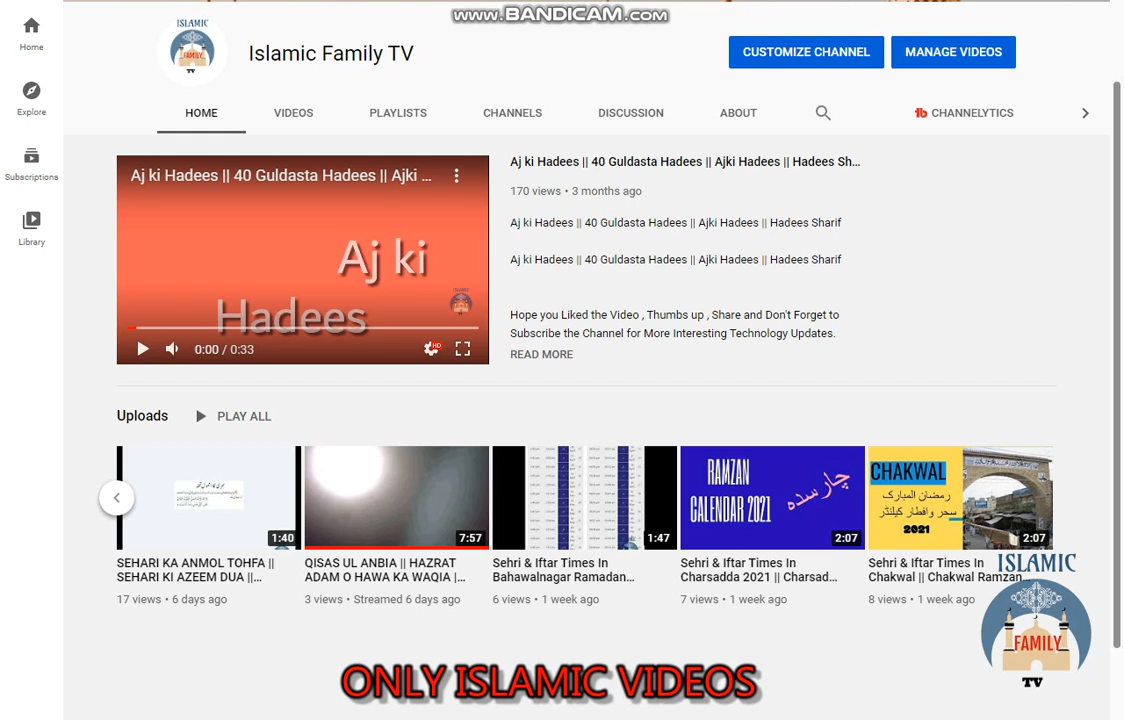 WWW.BANDICAM.COM
Home
Explore
Subscriptions
Library
ISLAMIC
FAMILY
TV
Islamic Family TV
CUSTOMIZE CHANNEL
MANAGE VIDEOS
HOME
VIDEOS
PLAYLISTS
CHANNELS
DISCUSSION
ABOUT
CHANNELYTICS
Aj ki Hadees || 40 Guldasta Hadees || Ajki ...
Aj ki
Hadees
0:00 / 0:33
HD
Aj ki Hadees || 40 Guldasta Hadees || Ajki Hadees || Hadees Sh...
170 views • 3 months ago
Aj ki Hadees || 40 Guldasta Hadees || Ajki Hadees || Hadees Sharif
Aj ki Hadees || 40 Guldasta Hadees || Ajki Hadees || Hadees Sharif
Hope you Liked the Video , Thumbs up , Share and Don't Forget to
Subscribe the Channel for More Interesting Technology Updates.
READ MORE
Uploads
PLAY ALL
1:40
SEHARI KA ANMOL TOHFA ||
SEHARI KI AZEEM DUA ||...
17 views • 6 days ago
7:57
QISAS UL ANBIA || HAZRAT
ADAM O HAWA KA WAQIA |...
3 views • Streamed 6 days ago
1:47
Sehri & Iftar Times In
Bahawalnagar Ramadan...
6 views • 1 week ago
RAMZAN
CALENDAR 2021
چارسده
2:07
Sehri & Iftar Times In
Charsadda 2021 || Charsad...
7 views • 1 week ago
CHAKWAL
رمضان المبارک
سحر وافطار کیلنڈر
2021
2:07
Sehri & Iftar Times In
Chakwal || Chakwal Ramzan...
8 views • 1 week ago
ISLAMIC
FAMILY
TV
ONLY ISLAMIC VIDEOS